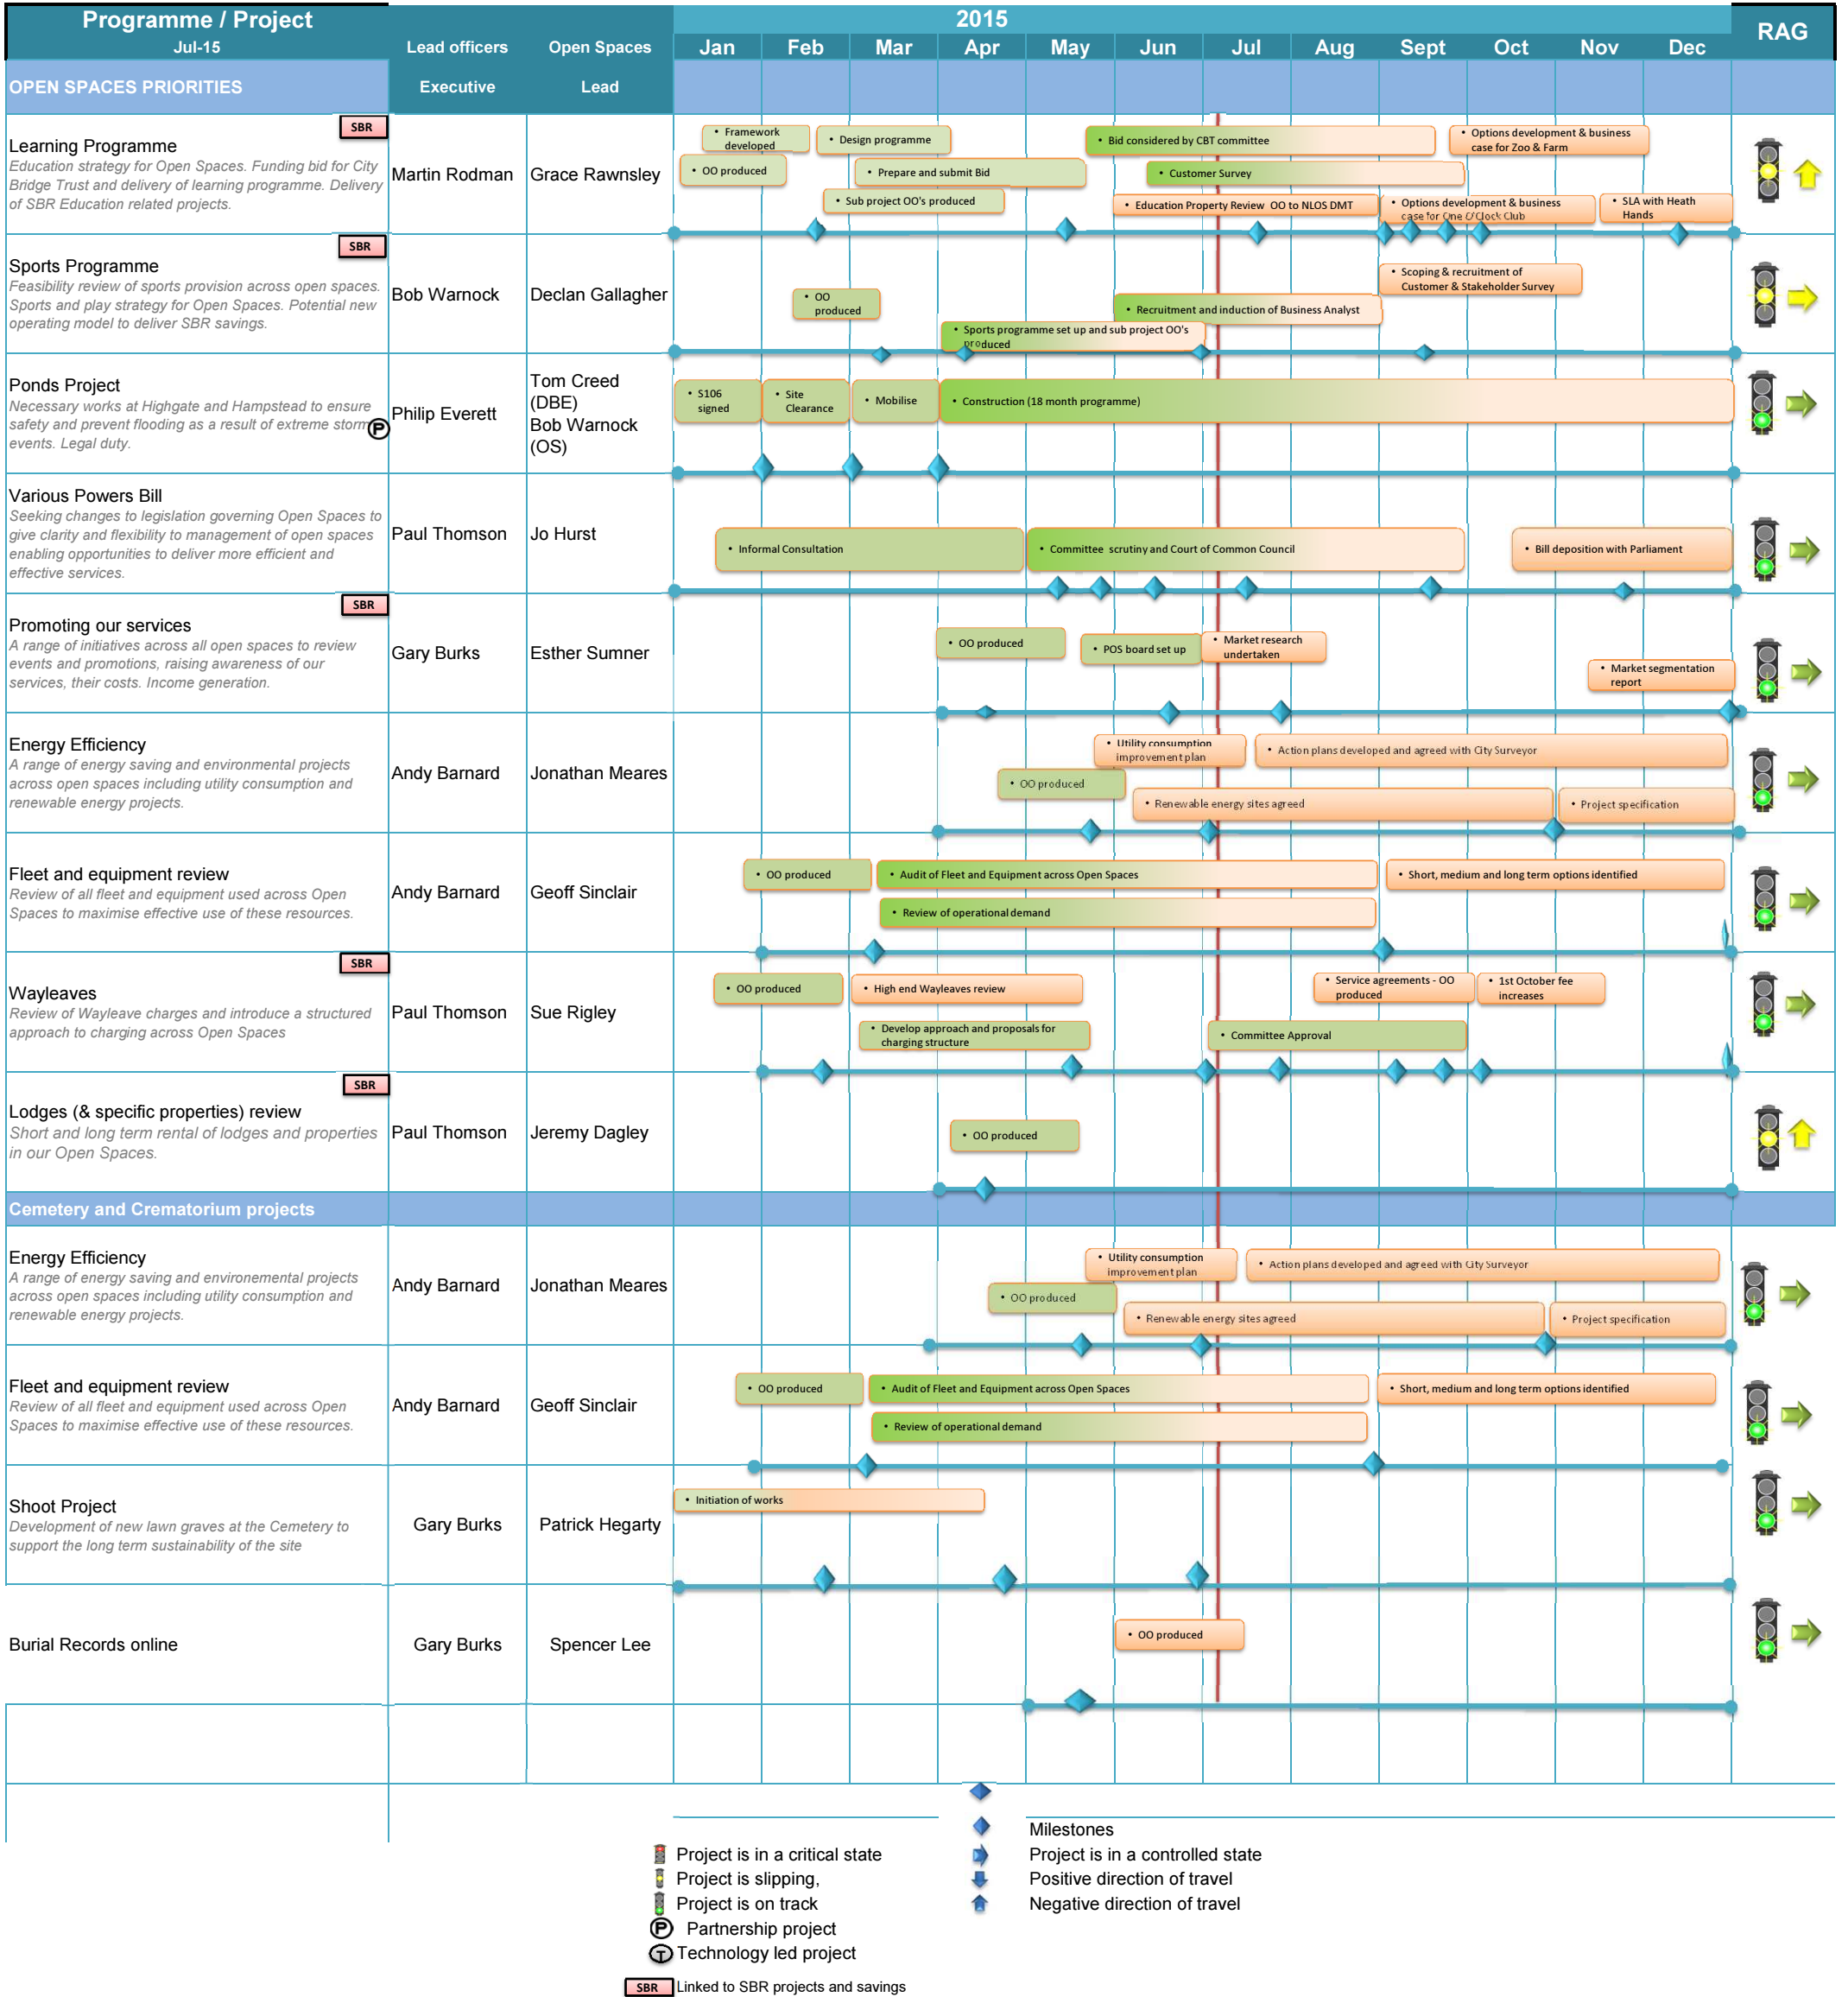 Programme / Project
Jul-15
Lead officers
Open Spaces
2015
RAG
Jan Feb Mar Apr May Jun Jul Aug Sept Oct Nov Dec
OPEN SPACES PRIORITIES
Executive
Lead
SBR
Learning Programme
Education strategy for Open Spaces. Funding bid for City
Bridge Trust and delivery of learning programme. Delivery
of SBR Education related projects.
Martin Rodman
Grace Rawnsley
• Framework
developed
• Design programme
• Bid considered by CBT committee
• Options development & business
case for Zoo & Farm
• OO produced
• Prepare and submit Bid
• Customer Survey
• Sub project OO's produced
• Education Property Review OO to NLOS DMT
• Options development & business
case for One O'Clock Club
• SLA with Heath
Hands
SBR
Sports Programme
Feasibility review of sports provision across open spaces.
Sports and play strategy for Open Spaces. Potential new
operating model to deliver SBR savings.
Bob Warnock
Declan Gallagher
• OO
produced
• Scoping & recruitment of
Customer & Stakeholder Survey
• Recruitment and induction of Business Analyst
• Sports programme set up and sub project OO's
produced
Ponds Project
Necessary works at Highgate and Hampstead to ensure
safety and prevent flooding as a result of extreme storm
events. Legal duty.
P
Philip Everett
Tom Creed
(DBE)
Bob Warnock
(OS)
• S106
signed
• Site
Clearance
• Mobilise
• Construction (18 month programme)
Various Powers Bill
Seeking changes to legislation governing Open Spaces to
give clarity and flexibility to management of open spaces
enabling opportunities to deliver more efficient and
effective services.
Paul Thomson
Jo Hurst
• Informal Consultation
• Committee scrutiny and Court of Common Council
• Bill deposition with Parliament
SBR
Promoting our services
A range of initiatives across all open spaces to review
events and promotions, raising awareness of our
services, their costs. Income generation.
Gary Burks
Esther Sumner
• OO produced
• POS board set up
• Market research
undertaken
• Market segmentation
report
Energy Efficiency
A range of energy saving and environmental projects
across open spaces including utility consumption and
renewable energy projects.
Andy Barnard
Jonathan Meares
• Utility consumption
improvement plan
• Action plans developed and agreed with City Surveyor
• OO produced
• Renewable energy sites agreed
• Project specification
Fleet and equipment review
Review of all fleet and equipment used across Open
Spaces to maximise effective use of these resources.
Andy Barnard
Geoff Sinclair
• OO produced
• Audit of Fleet and Equipment across Open Spaces
• Short, medium and long term options identified
• Review of operational demand
SBR
Wayleaves
Review of Wayleave charges and introduce a structured
approach to charging across Open Spaces
Paul Thomson
Sue Rigley
• OO produced
• High end Wayleaves review
• Service agreements - OO
produced
• 1st October fee
increases
• Develop approach and proposals for
charging structure
• Committee Approval
SBR
Lodges (& specific properties) review
Short and long term rental of lodges and properties
in our Open Spaces.
Paul Thomson
Jeremy Dagley
• OO produced
Cemetery and Crematorium projects
Energy Efficiency
A range of energy saving and environemental projects
across open spaces including utility consumption and
renewable energy projects.
Andy Barnard
Jonathan Meares
• Utility consumption
improvement plan
• Action plans developed and agreed with City Surveyor
• OO produced
• Renewable energy sites agreed
• Project specification
Fleet and equipment review
Review of all fleet and equipment used across Open
Spaces to maximise effective use of these resources.
Andy Barnard
Geoff Sinclair
• OO produced
• Audit of Fleet and Equipment across Open Spaces
• Short, medium and long term options identified
• Review of operational demand
Shoot Project
Development of new lawn graves at the Cemetery to
support the long term sustainability of the site
Gary Burks
Patrick Hegarty
• Initiation of works
Burial Records online
Gary Burks
Spencer Lee
• OO produced
Milestones
Project is in a critical state
Project is in a controlled state
Project is slipping,
Positive direction of travel
Project is on track
Negative direction of travel
P Partnership project
T Technology led project
SBR Linked to SBR projects and savings